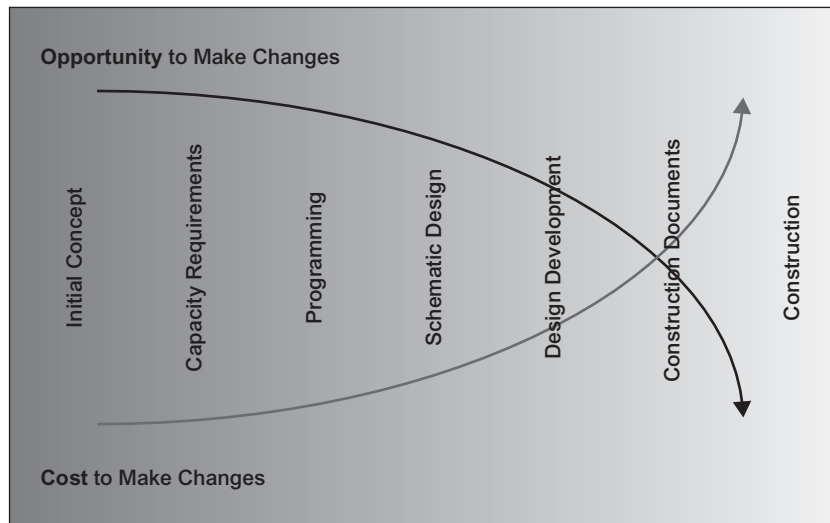 Opportunity to Make Changes
Initial Concept
Capacity Requirements
Programming
Schematic Design
Design Development
Construction Documents
Construction
Cost to Make Changes